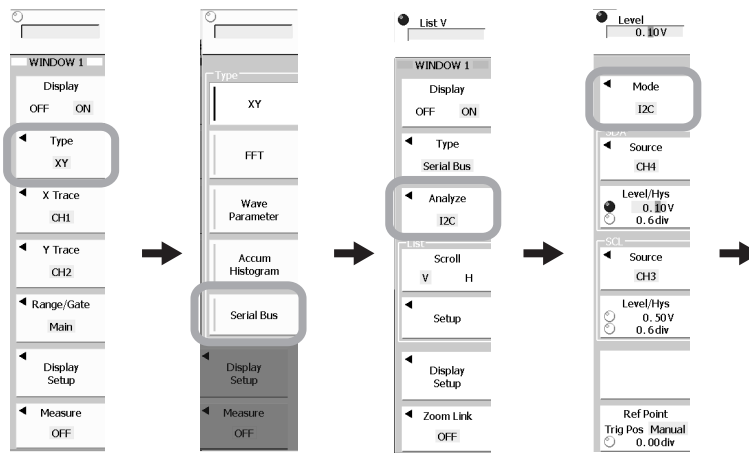 WINDOW 1
Display
OFF ON
Type
XY
X Trace
CH1
Y Trace
CH2
Range/Gate
Main
Display
Setup
Measure
OFF
Type
XY
FFT
Wave
Parameter
Accum
Histogram
Serial Bus
Display
Setup
Measure
OFF
List V
WINDOW 1
Display
OFF ON
Type
Serial Bus
Analyze
I2C
List
Scroll
V H
Setup
Display
Setup
Zoom Link
OFF
Level
0.10V
Mode
I2C
SDA
Source
CH4
Level/Hys
0.10V
0.6div
SCL
Source
CH3
Level/Hys
0.50V
0.6div
Ref Point
Trig Pos Manual
0.00div